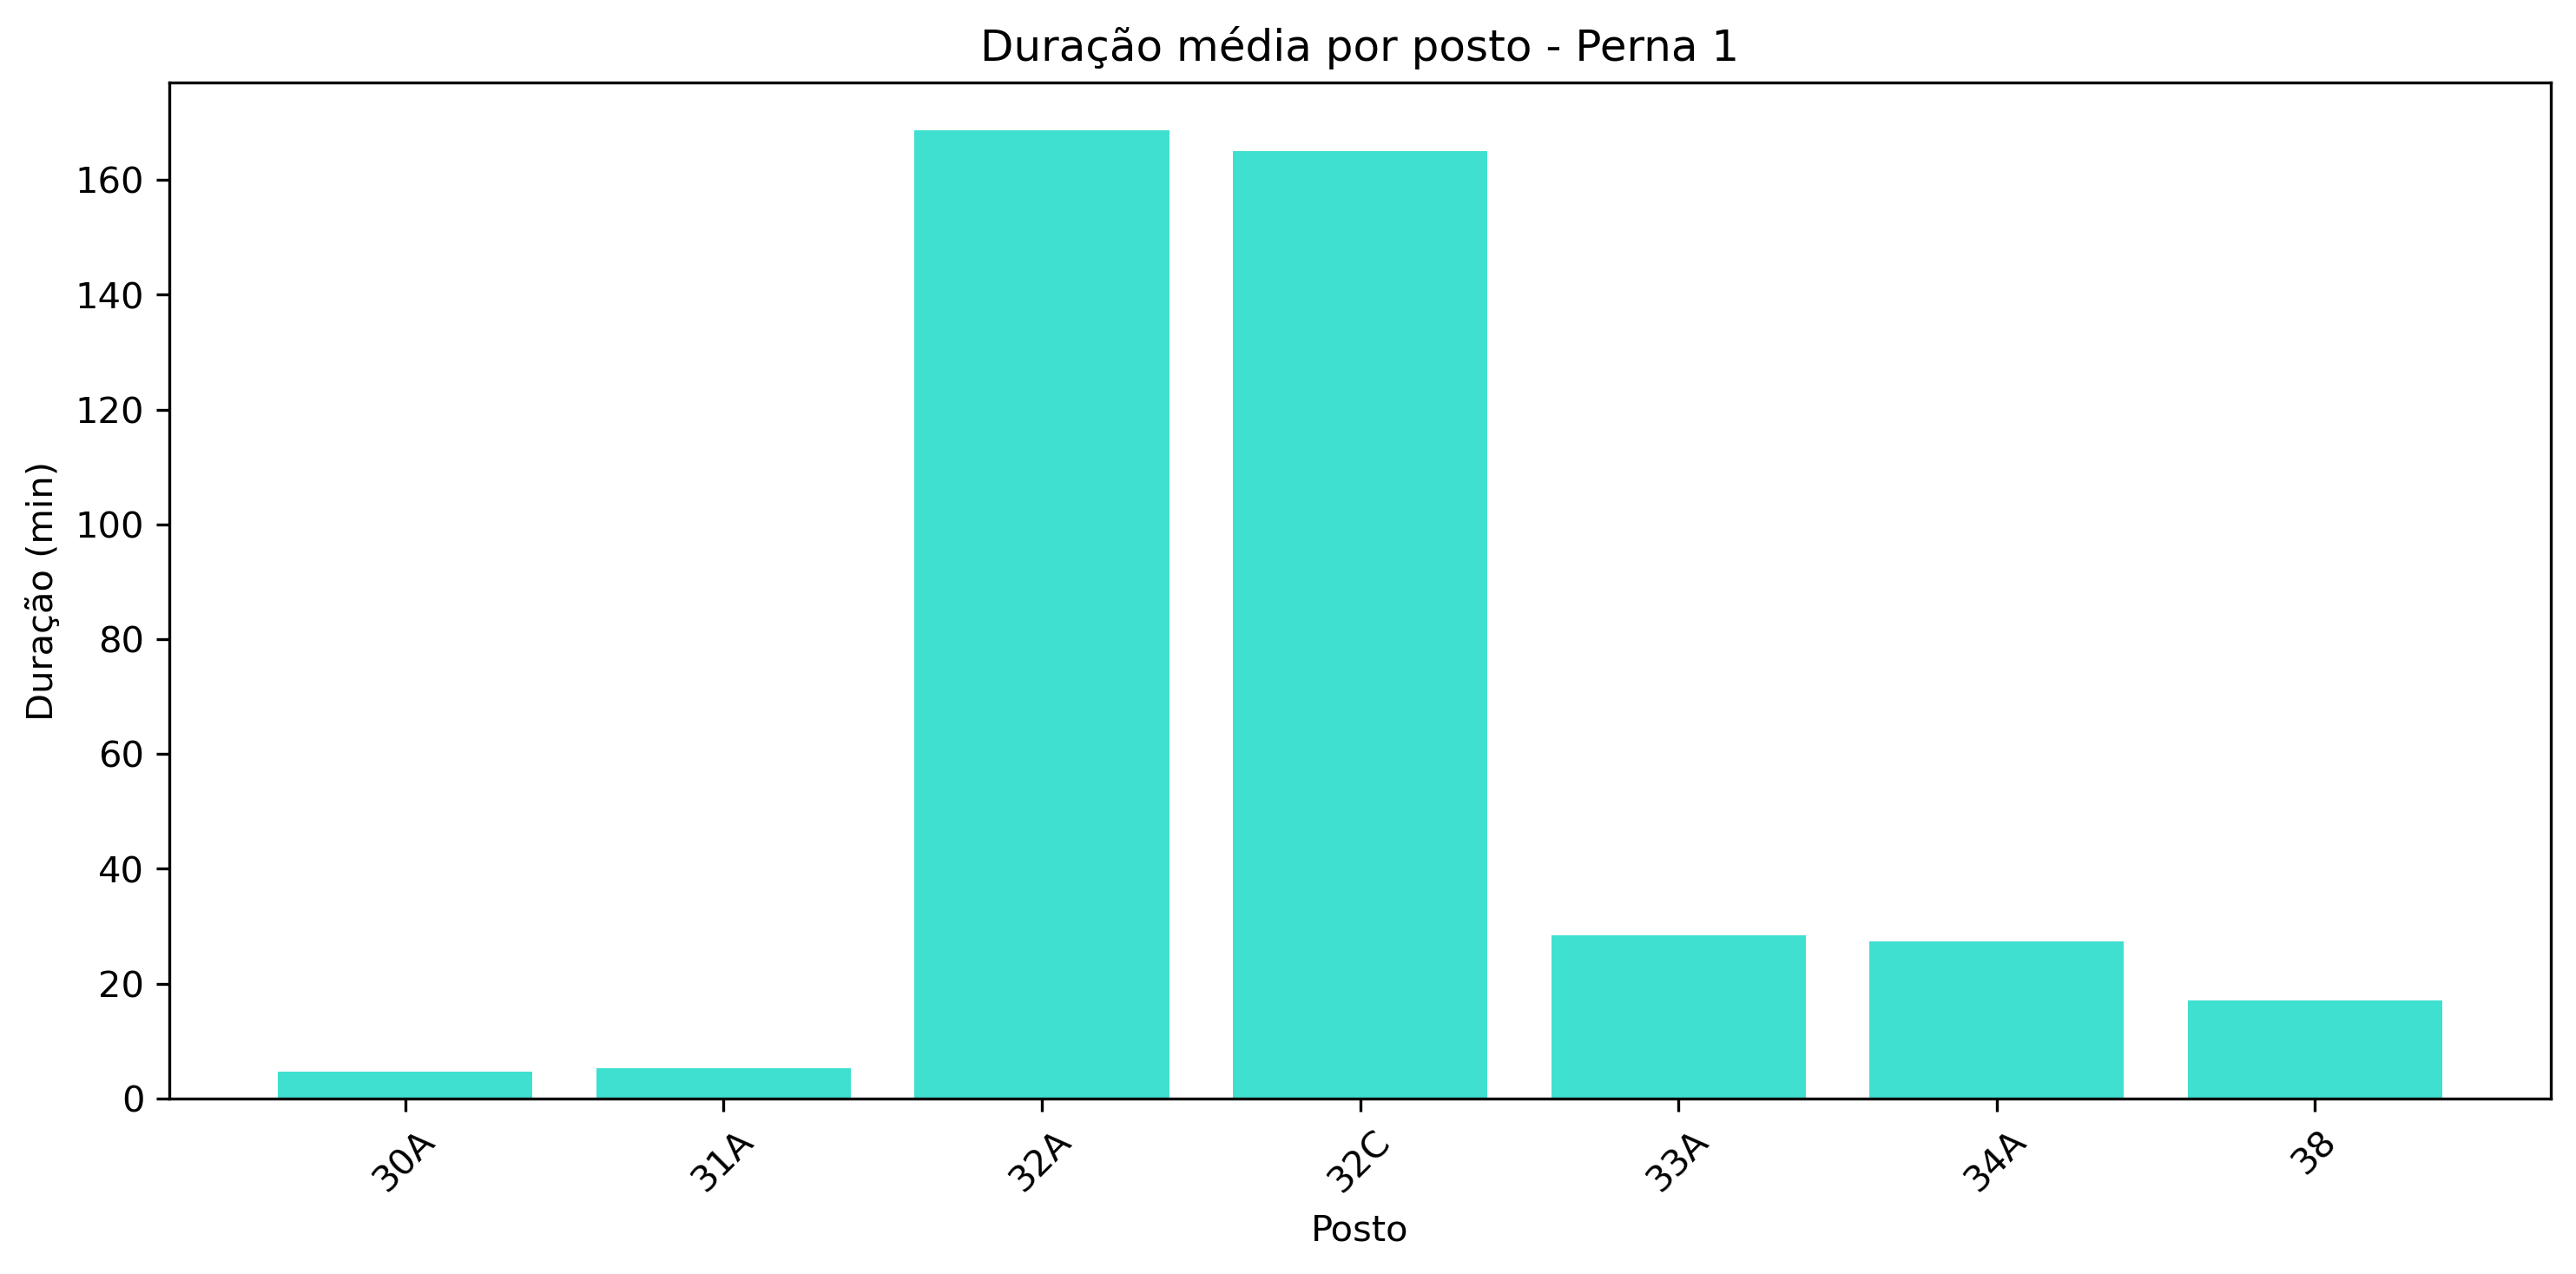 Duração média por posto - Perna 1
Duração (min)
160
140
120
100
80
60
40
20
0
30A
31A
32A
32C
33A
34A
38
Posto